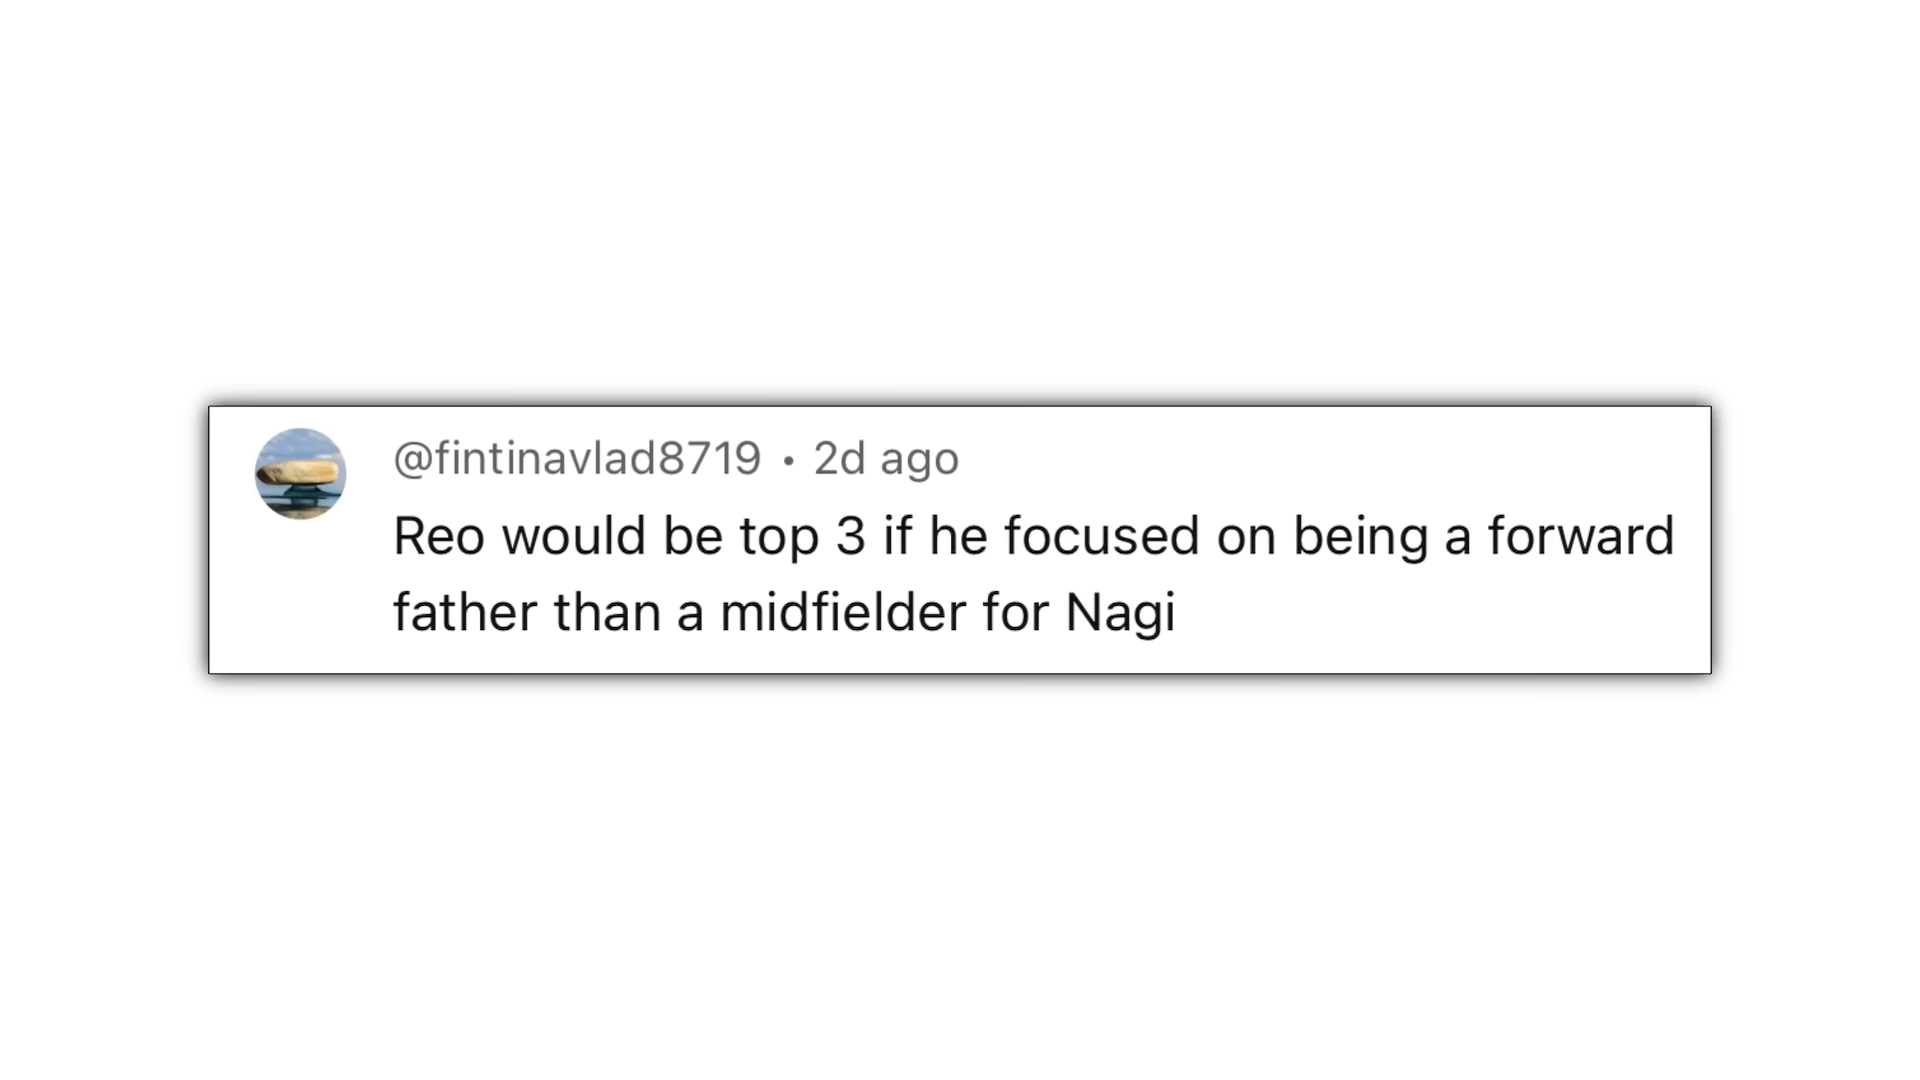 @fintinavlad8719 • 2d ago
Reo would be top 3 if he focused on being a forward
father than a midfielder for Nagi